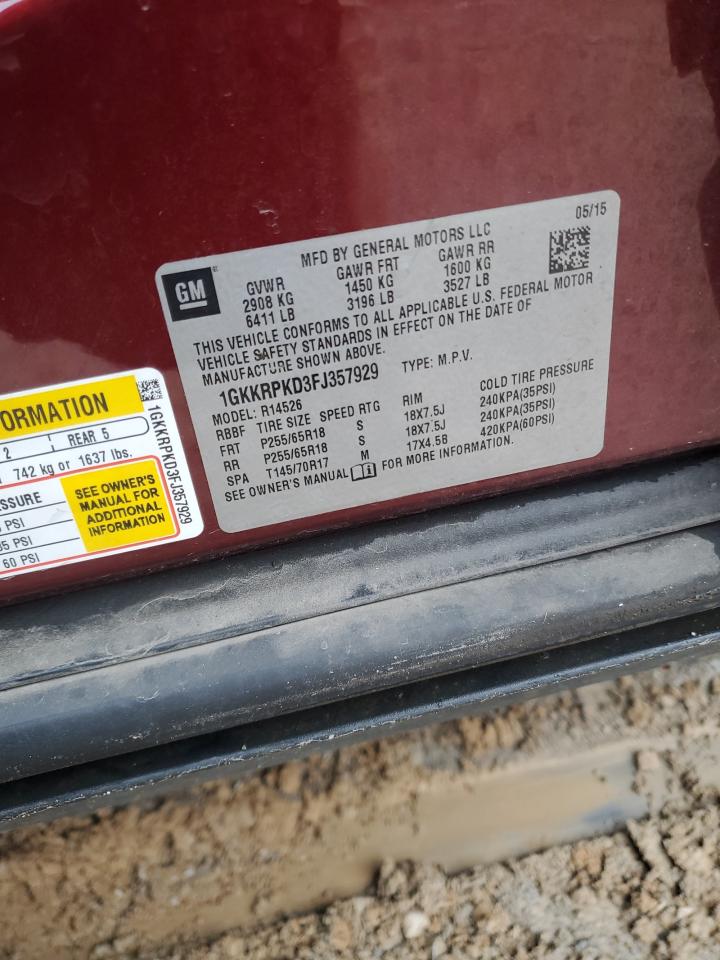 05/15
MFD BY GENERAL MOTORS LLC
GM
GVWR GAWR FRT GAWR RR
2908 KG 1450 KG 1600 KG
6411 LB 3196 LB 3527 LB
THIS VEHICLE CONFORMS TO ALL APPLICABLE U.S. FEDERAL MOTOR
VEHICLE SAFETY STANDARDS IN EFFECT ON THE DATE OF
MANUFACTURE SHOWN ABOVE.
1GKKRPKD3FJ357929 TYPE: M.P.V.
MODEL: R14526
RBBF TIRE SIZE SPEED RTG RIM COLD TIRE PRESSURE
FRT P255/65R18 S 18X7.5J 240KPA(35PSI)
RR P255/65R18 S 18X7.5J 240KPA(35PSI)
SPA T145/70R17 M 17X4.5B 420KPA(60PSI)
SEE OWNER'S MANUAL FOR MORE INFORMATION.
ORMATION
2 REAR 5
742 kg or 1637 lbs.
SEE OWNER'S
MANUAL FOR
ADDITIONAL
INFORMATION
PSI
35 PSI
60 PSI
1GKKRPKD3FJ357929